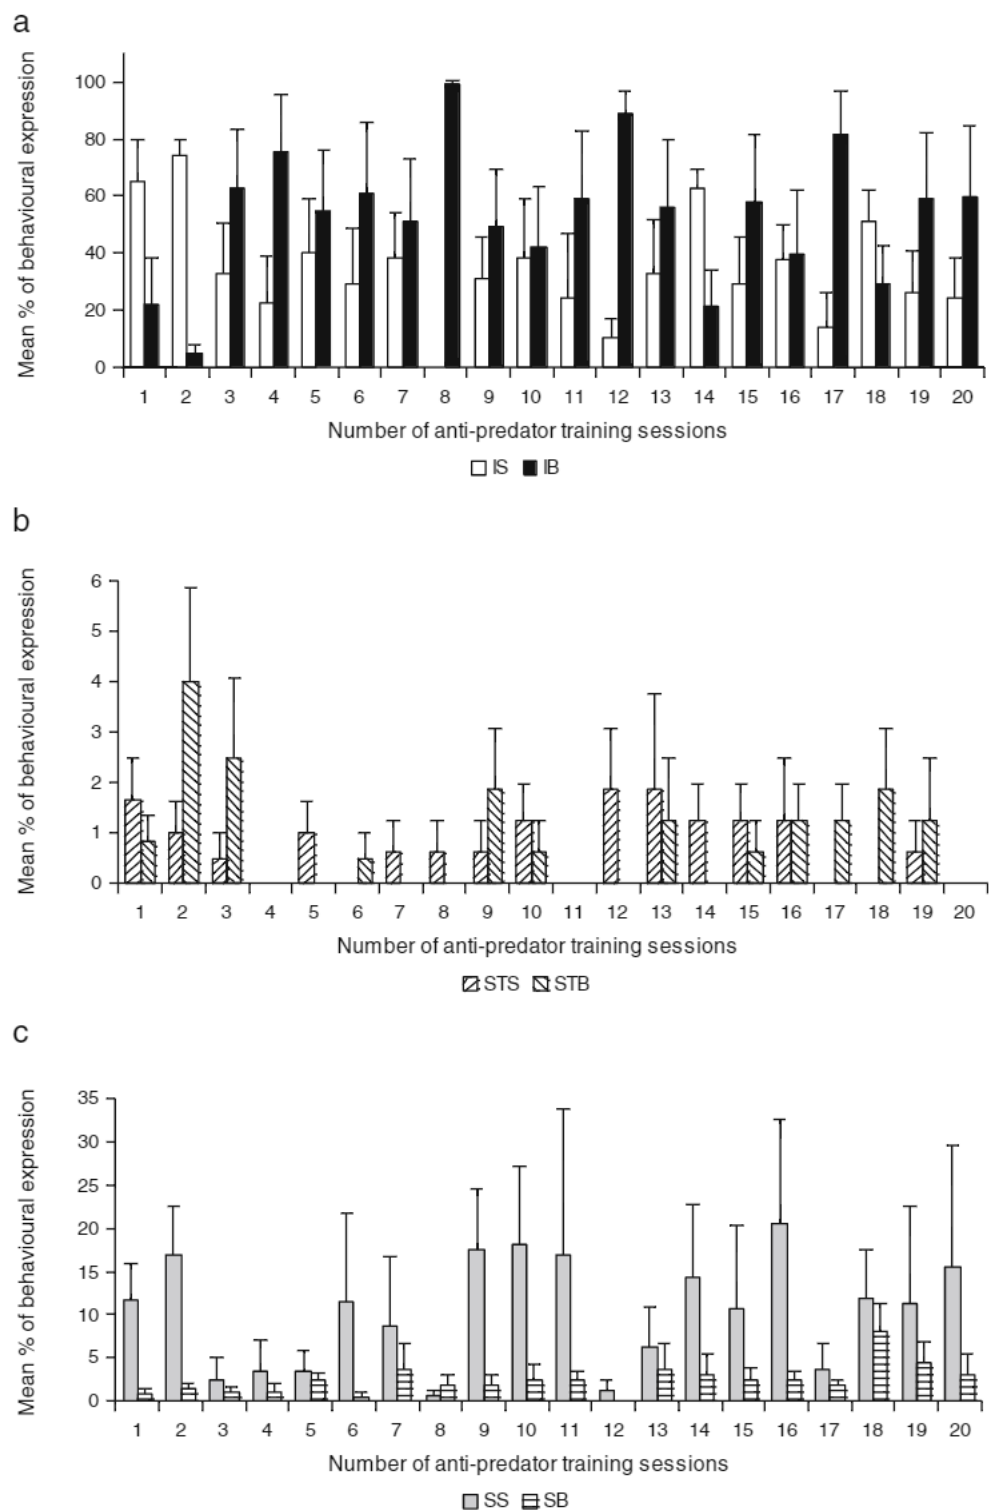 a
Mean % of behavioural expression
100
80
60
40
20
0
1 2 3 4 5 6 7 8 9 10 11 12 13 14 15 16 17 18 19 20
Number of anti-predator training sessions
IS IB
b
Mean % of behavioural expression
6
5
4
3
2
1
0
1 2 3 4 5 6 7 8 9 10 11 12 13 14 15 16 17 18 19 20
Number of anti-predator training sessions
STS STB
c
Mean % of behavioural expression
35
30
25
20
15
10
5
0
1 2 3 4 5 6 7 8 9 10 11 12 13 14 15 16 17 18 19 20
Number of anti-predator training sessions
SS SB